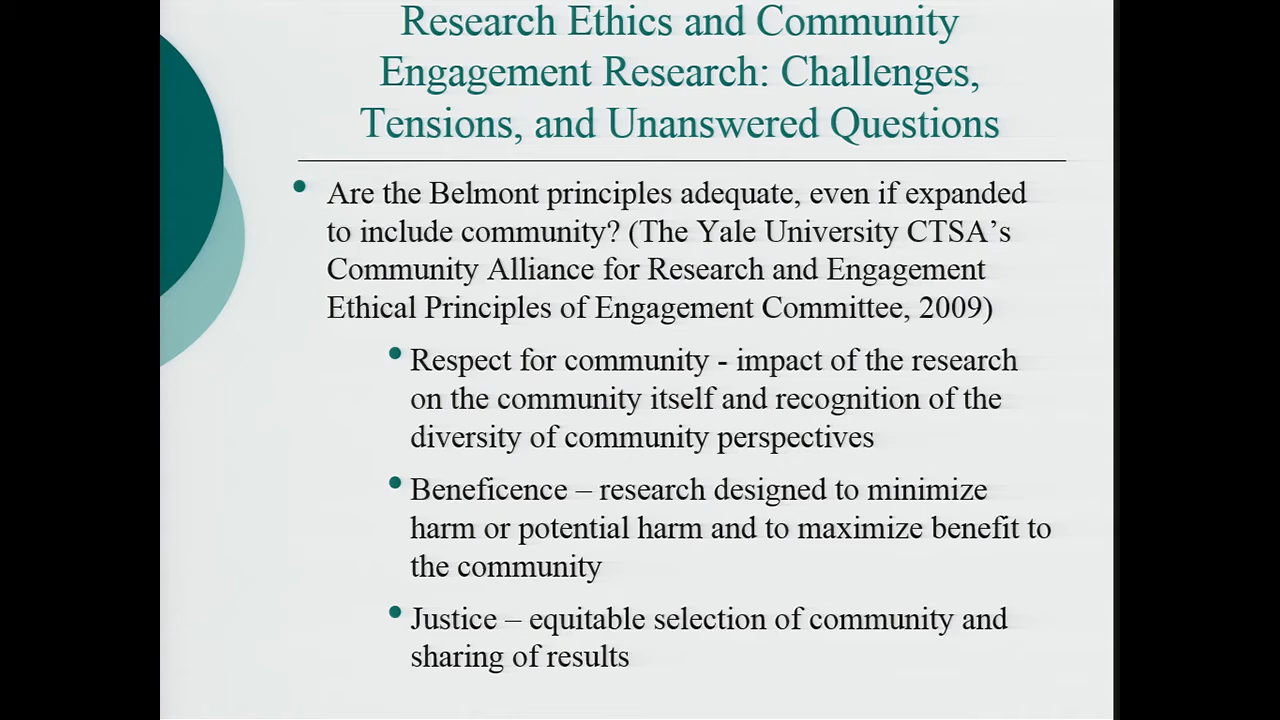 Research Ethics and Community
Engagement Research: Challenges,
Tensions, and Unanswered Questions
• Are the Belmont principles adequate, even if expanded
to include community? (The Yale University CTSA’s
Community Alliance for Research and Engagement
Ethical Principles of Engagement Committee, 2009)
• Respect for community - impact of the research
on the community itself and recognition of the
diversity of community perspectives
• Beneficence – research designed to minimize
harm or potential harm and to maximize benefit to
the community
• Justice – equitable selection of community and
sharing of results